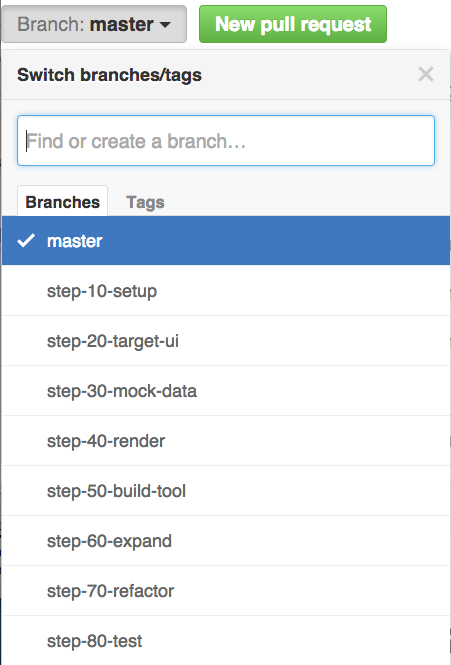 Branch: master
New pull request
Switch branches/tags
Find or create a branch...
Branches
Tags
master
step-10-setup
step-20-target-ui
step-30-mock-data
step-40-render
step-50-build-tool
step-60-expand
step-70-refactor
step-80-test